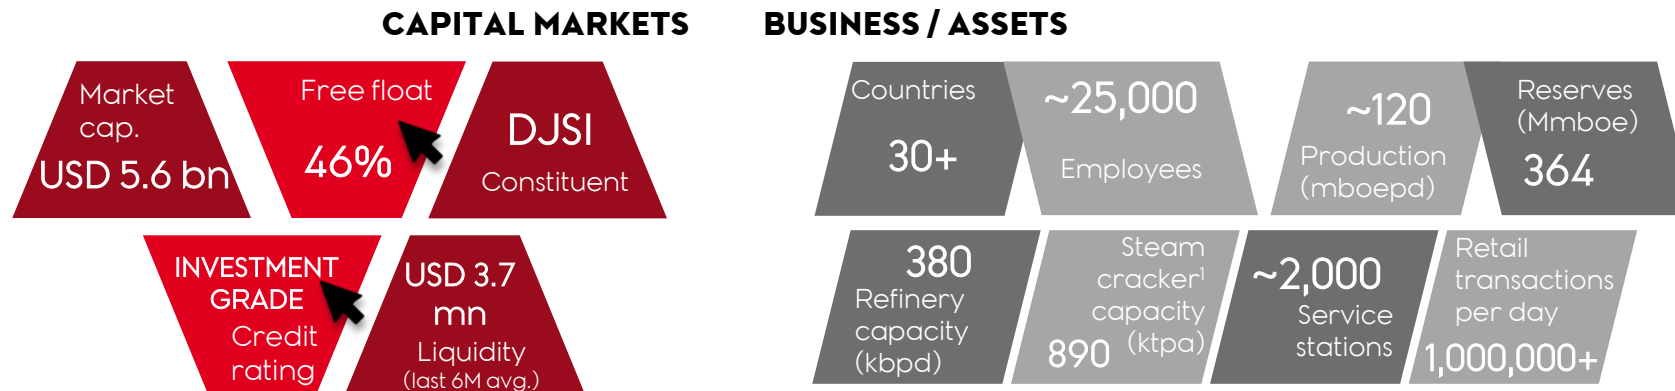 CAPITAL MARKETS
BUSINESS / ASSETS
Market
cap.
USD 5.6 bn
Free float
46%
DJSI
Constituent
INVESTMENT
GRADE
Credit
rating
USD 3.7
mn
Liquidity
(last 6M avg.)
Countries
30+
~25,000
Employees
~120
Production
(mboepd)
Reserves
(Mmboe)
364
380
Refinery
capacity
(kbpd)
Steam
cracker¹
capacity
(ktpa)
890
~2,000
Service
stations
Retail
transactions
per day
1,000,000+